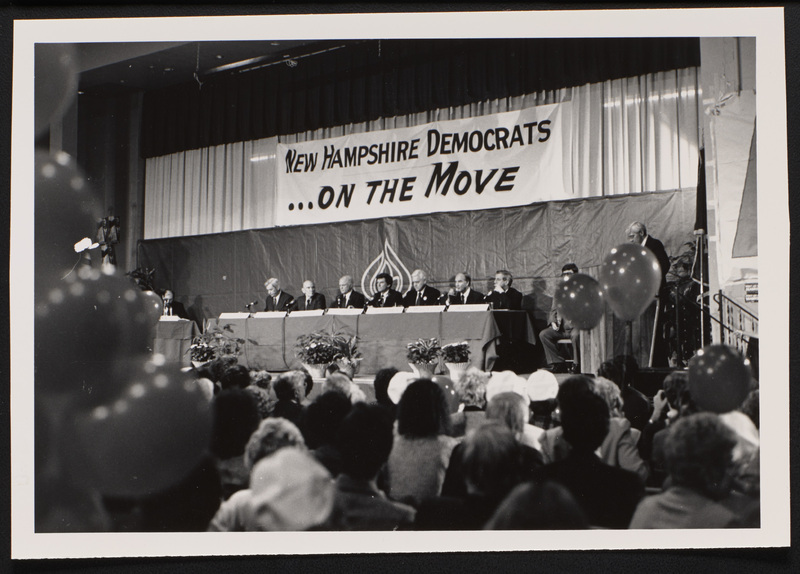 NEW HAMPSHIRE DEMOCRATS
...ON THE MOVE